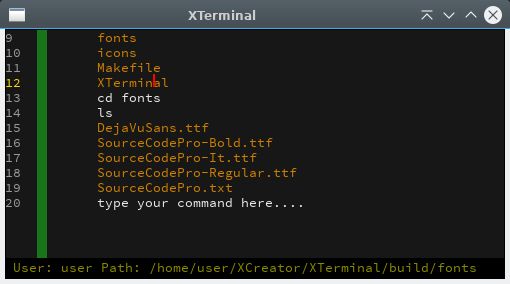 XTerminal
9 fonts
10 icons
11 Makefile
12 XTerminal
13 cd fonts
14 ls
15 DejaVuSans.ttf
16 SourceCodePro-Bold.ttf
17 SourceCodePro-It.ttf
18 SourceCodePro-Regular.ttf
19 SourceCodePro.txt
20 type your command here....
User: user Path: /home/user/XCreator/XTerminal/build/fonts